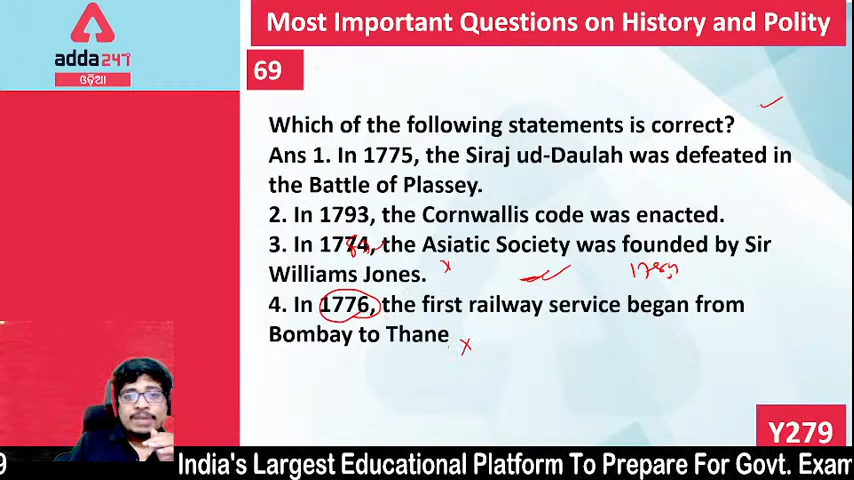 Most Important Questions on History and Polity
adda247
ଓଡ଼ିଆ
69
Which of the following statements is correct?
Ans 1. In 1775, the Siraj ud-Daulah was defeated in
the Battle of Plassey.
2. In 1793, the Cornwallis code was enacted.
3. In 1774, the Asiatic Society was founded by Sir
Williams Jones.
4. In 1776, the first railway service began from
Bombay to Thane
Y279
9 India's Largest Educational Platform To Prepare For Govt. Exam